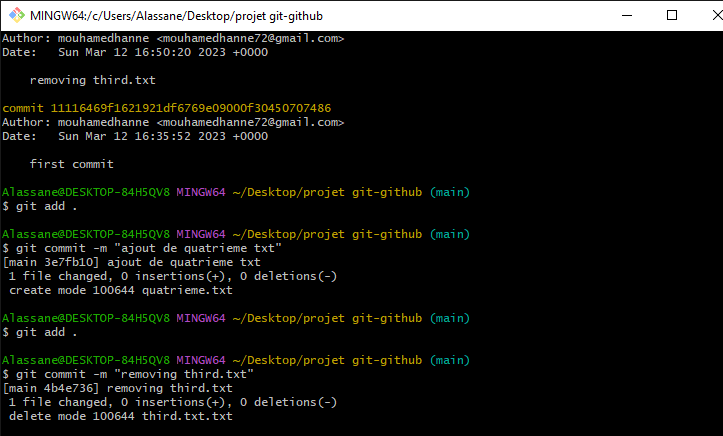 MINGW64:/c/Users/Alassane/Desktop/projet git-github
Author: mouhamedhanne <mouhamedhanne72@gmail.com>
Date:   Sun Mar 12 16:50:20 2023 +0000
removing third.txt
commit 11116469f1621921df6769e09000f30450707486
Author: mouhamedhanne <mouhamedhanne72@gmail.com>
Date:   Sun Mar 12 16:35:52 2023 +0000
first commit
Alassane@DESKTOP-84H5QV8 MINGW64 ~/Desktop/projet git-github (main)
$ git add .
Alassane@DESKTOP-84H5QV8 MINGW64 ~/Desktop/projet git-github (main)
$ git commit -m "ajout de quatrieme txt"
[main 3e7fb10] ajout de quatrieme txt
1 file changed, 0 insertions(+), 0 deletions(-)
create mode 100644 quatrieme.txt
Alassane@DESKTOP-84H5QV8 MINGW64 ~/Desktop/projet git-github (main)
$ git add .
Alassane@DESKTOP-84H5QV8 MINGW64 ~/Desktop/projet git-github (main)
$ git commit -m "removing third.txt"
[main 4b4e736] removing third.txt
1 file changed, 0 insertions(+), 0 deletions(-)
delete mode 100644 third.txt.txt